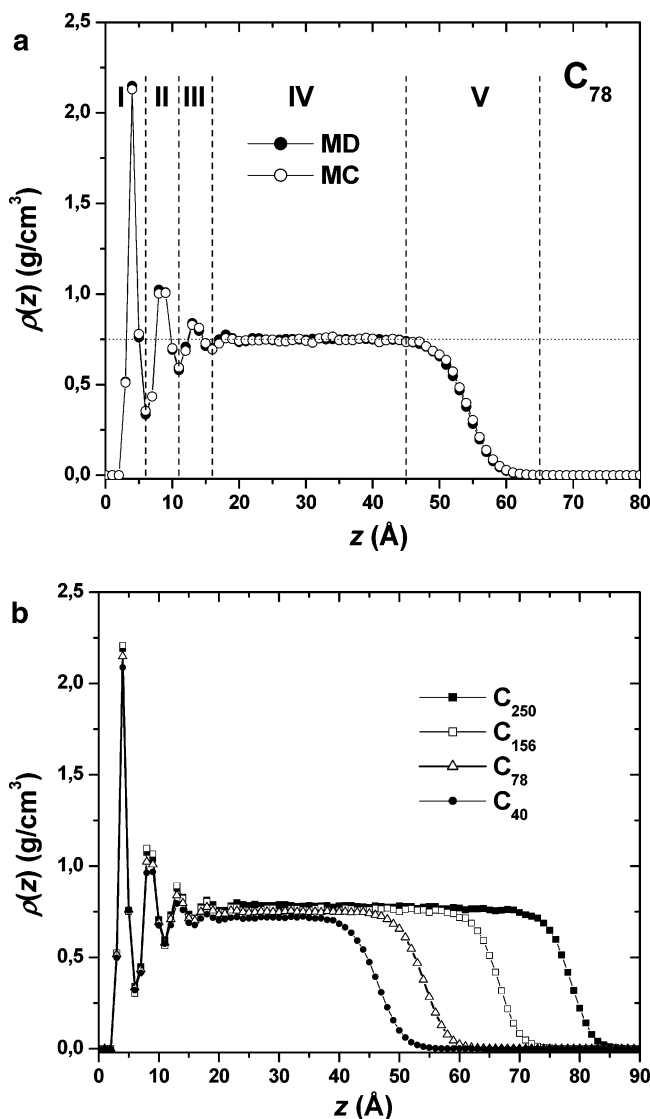 a
2,5
2,0
1,5
1,0
0,5
0,0
ρ(z) (g/cm³)
I II III IV V C₇₈
MD
MC
0 10 20 30 40 50 60 70 80
z (Å)
b
2,5
2,0
1,5
1,0
0,5
0,0
ρ(z) (g/cm³)
C₂₅₀
C₁₅₆
C₇₈
C₄₀
0 10 20 30 40 50 60 70 80 90
z (Å)